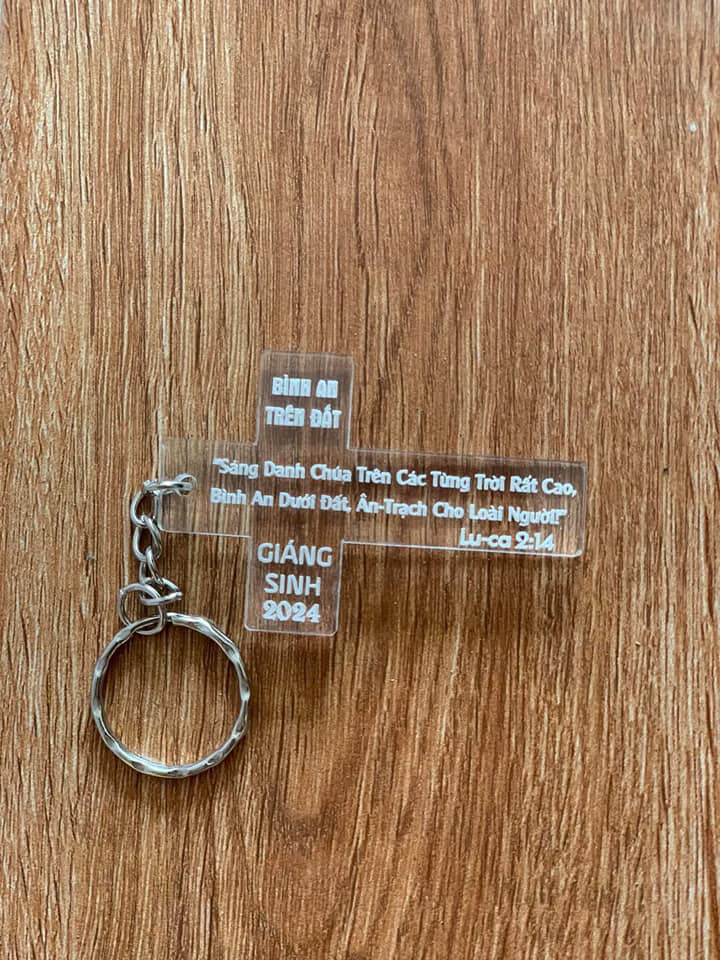 BÌNH AN
TRÊN ĐẤT
"Sáng Danh Chúa Trên Các Từng Trời Rất Cao,
Bình An Dưới Đất, Ân-Trạch Cho Loài Người!"
Lu-ca 2:14
GIÁNG
SINH
2024